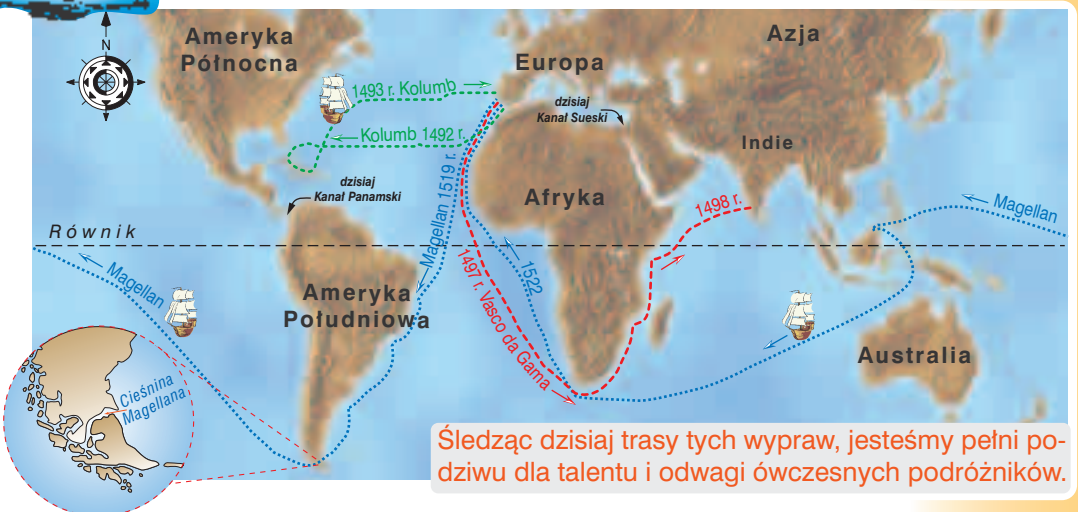 N
Ameryka
Północna
Europa
Azja
1493 r. Kolumb
dzisiaj
Kanał Sueski
Kolumb 1492 r.
Indie
dzisiaj
Kanał Panamski
Magellan 1519 r.
Afryka
1498 r.
Magellan
Równik
Magellan
1497 r. Vasco da Gama
1522
Ameryka
Południowa
Australia
Cieśnina
Magellana
Śledząc dzisiaj trasy tych wypraw, jesteśmy pełni po-
dziwu dla talentu i odwagi ówczesnych podróżników.